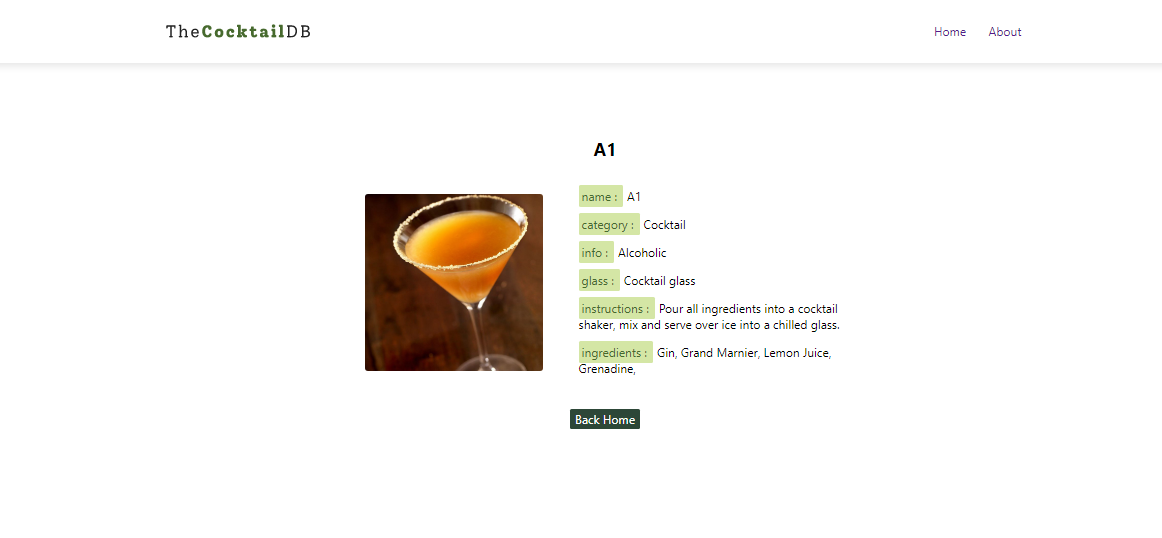 TheCocktailDB
Home About
A1
name : A1
category : Cocktail
info : Alcoholic
glass : Cocktail glass
instructions : Pour all ingredients into a cocktail
shaker, mix and serve over ice into a chilled glass.
ingredients : Gin, Grand Marnier, Lemon Juice,
Grenadine,
Back Home